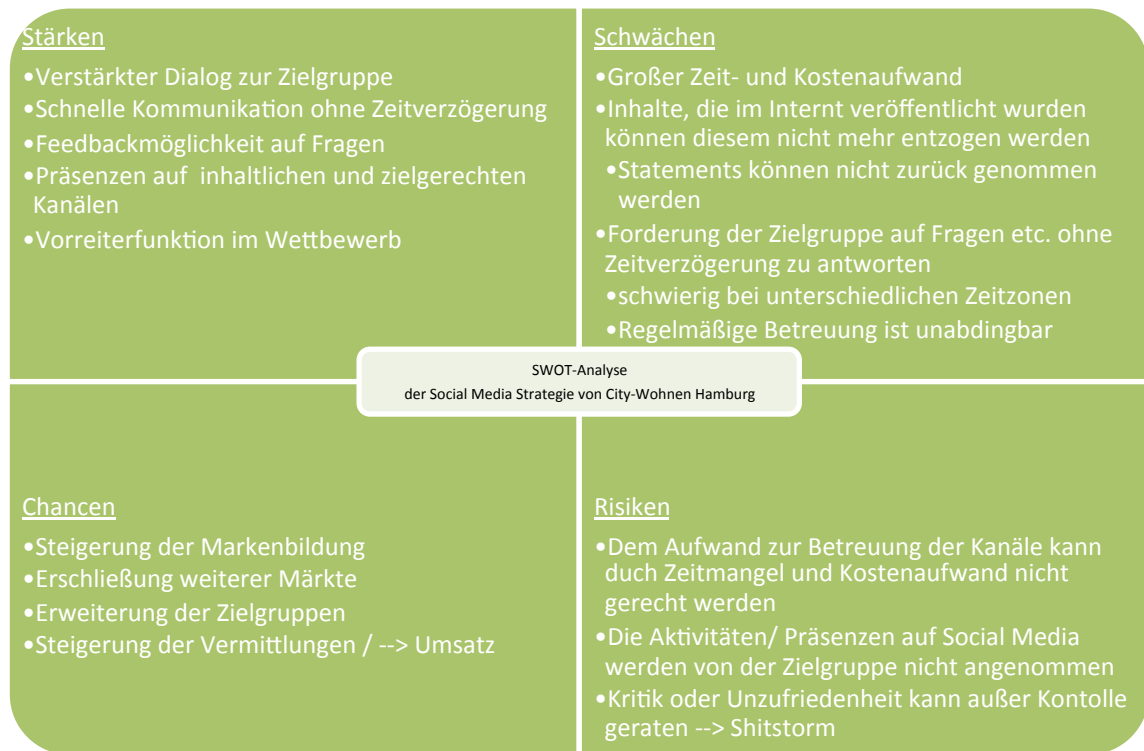 Stärken
•Verstärkter Dialog zur Zielgruppe
•Schnelle Kommunikation ohne Zeitverzögerung
•Feedbackmöglichkeit auf Fragen
•Präsenzen auf inhaltlichen und zielgerechten
Kanälen
•Vorreiterfunktion im Wettbewerb
Schwächen
•Großer Zeit- und Kostenaufwand
•Inhalte, die im Internt veröffentlicht wurden
können diesem nicht mehr entzogen werden
•Statements können nicht zurück genommen
werden
•Forderung der Zielgruppe auf Fragen etc. ohne
Zeitverzögerung zu antworten
•schwierig bei unterschiedlichen Zeitzonen
•Regelmäßige Betreuung ist unabdingbar
SWOT-Analyse
der Social Media Strategie von City-Wohnen Hamburg
Chancen
•Steigerung der Markenbildung
•Erschließung weiterer Märkte
•Erweiterung der Zielgruppen
•Steigerung der Vermittlungen / --> Umsatz
Risiken
•Dem Aufwand zur Betreuung der Kanäle kann
duch Zeitmangel und Kostenaufwand nicht
gerecht werden
•Die Aktivitäten/ Präsenzen auf Social Media
werden von der Zielgruppe nicht angenommen
•Kritik oder Unzufriedenheit kann außer Kontolle
geraten --> Shitstorm